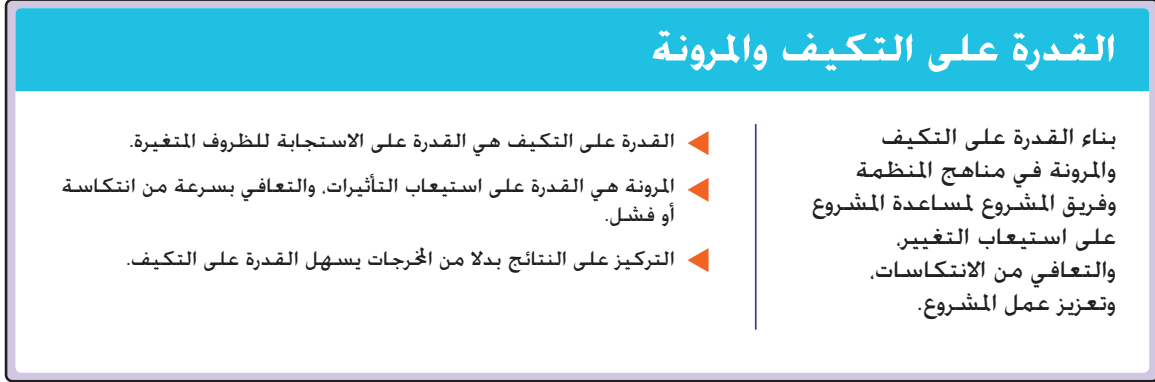 القدرة على التكيف والمرونة
بناء القدرة على التكيف
والمرونة في مناهج المنظمة
وفريق المشروع لمساعدة المشروع
على استيعاب التغيير،
والتعافي من الانتكاسات،
وتعزيز عمل المشروع.
القدرة على التكيف هي القدرة على الاستجابة للظروف المتغيرة.
المرونة هي القدرة على استيعاب التأثيرات، والتعافي بسرعة من انتكاسة
أو فشل.
التركيز على النتائج بدلا من المخرجات يسهل القدرة على التكيف.